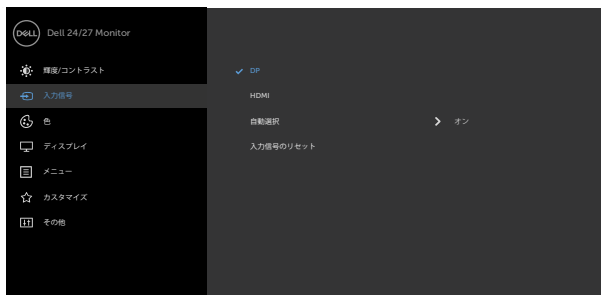 DELL
Dell 24/27 Monitor
輝度/コントラスト
DP
入力信号
HDMI
色
自動選択 オン
ディスプレイ
入力信号のリセット
メニュー
カスタマイズ
その他